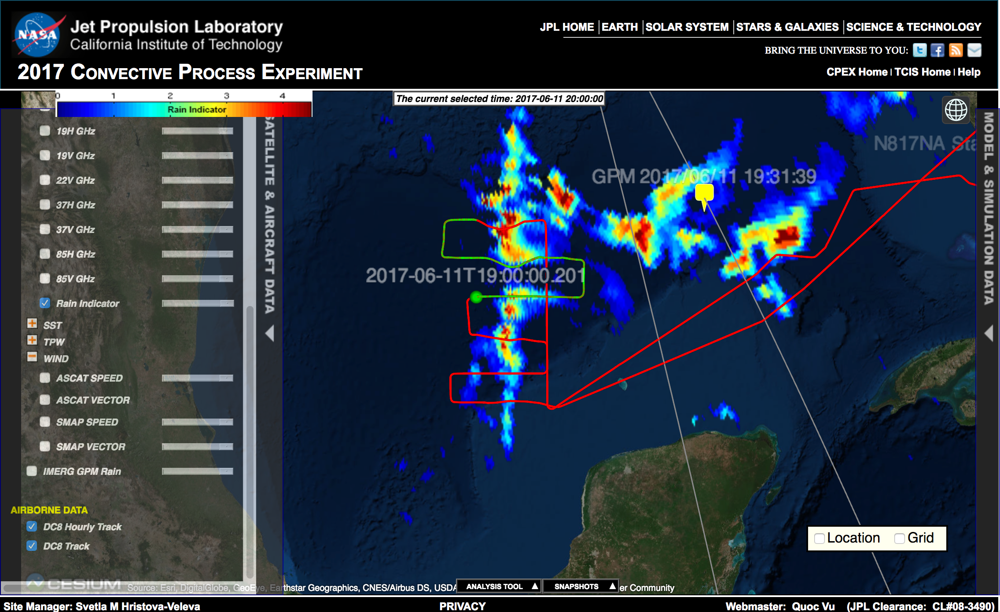 NASA
Jet Propulsion Laboratory
California Institute of Technology
JPL HOME | EARTH | SOLAR SYSTEM | STARS & GALAXIES | SCIENCE & TECHNOLOGY
BRING THE UNIVERSE TO YOU:
2017 CONVECTIVE PROCESS EXPERIMENT
CPEX Home | TCIS Home | Help
0 1 2 3 4
Rain Indicator
The current selected time: 2017-06-11 20:00:00
19H GHz
19V GHz
22V GHz
37H GHz
37V GHz
85H GHz
85V GHz
Rain Indicator
SST
TPW
WIND
ASCAT SPEED
ASCAT VECTOR
SMAP SPEED
SMAP VECTOR
IMERG GPM Rain
AIRBORNE DATA
DC8 Hourly Track
DC8 Track
SATELLITE & AIRCRAFT DATA
N817NA Sta
GPM 2017/06/11 19:31:39
2017-06-11T19:00:00.201
MODEL & SIMULATION DATA
Location Grid
CESIUM
Source: Esri, DigitalGlobe, GeoEye, Earthstar Geographics, CNES/Airbus DS, USDA
ANALYSIS TOOL
SNAPSHOTS
er Community
Site Manager: Svetla M Hristova-Veleva
PRIVACY
Webmaster: Quoc Vu (JPL Clearance: CL#08-3490)